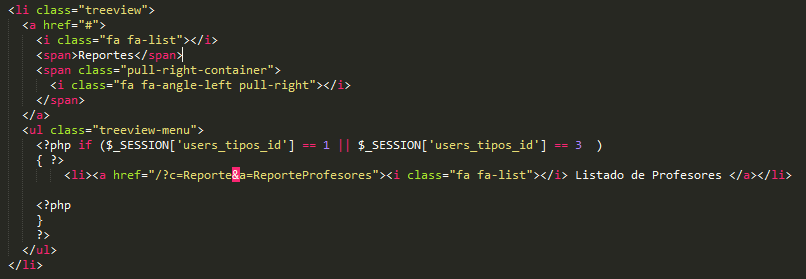 <li class="treeview">
<a href="#">
<i class="fa fa-list"></i>
<span>Reportes</span>
<span class="pull-right-container">
<i class="fa fa-angle-left pull-right"></i>
</span>
</a>
<ul class="treeview-menu">
<?php if ($_SESSION['users_tipos_id'] == 1 || $_SESSION['users_tipos_id'] == 3  )
{ ?>
<li><a href="/?c=Reporte&a=ReporteProfesores"><i class="fa fa-list"></i> Listado de Profesores </a></li>
<?php
}
?>
</ul>
</li>